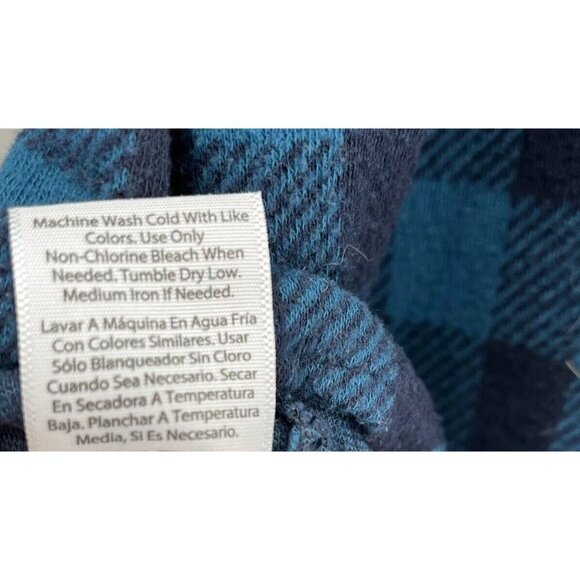 Machine Wash Cold With Like
Colors. Use Only
Non-Chlorine Bleach When
Needed. Tumble Dry Low.
Medium Iron If Needed.
Lavar A Máquina En Agua Fría
Con Colores Similares. Usar
Sólo Blanqueador Sin Cloro
Cuando Sea Necesario. Secar
En Secadora A Temperatura
Baja. Planchar A Temperatura
Media, Si Es Necesario.